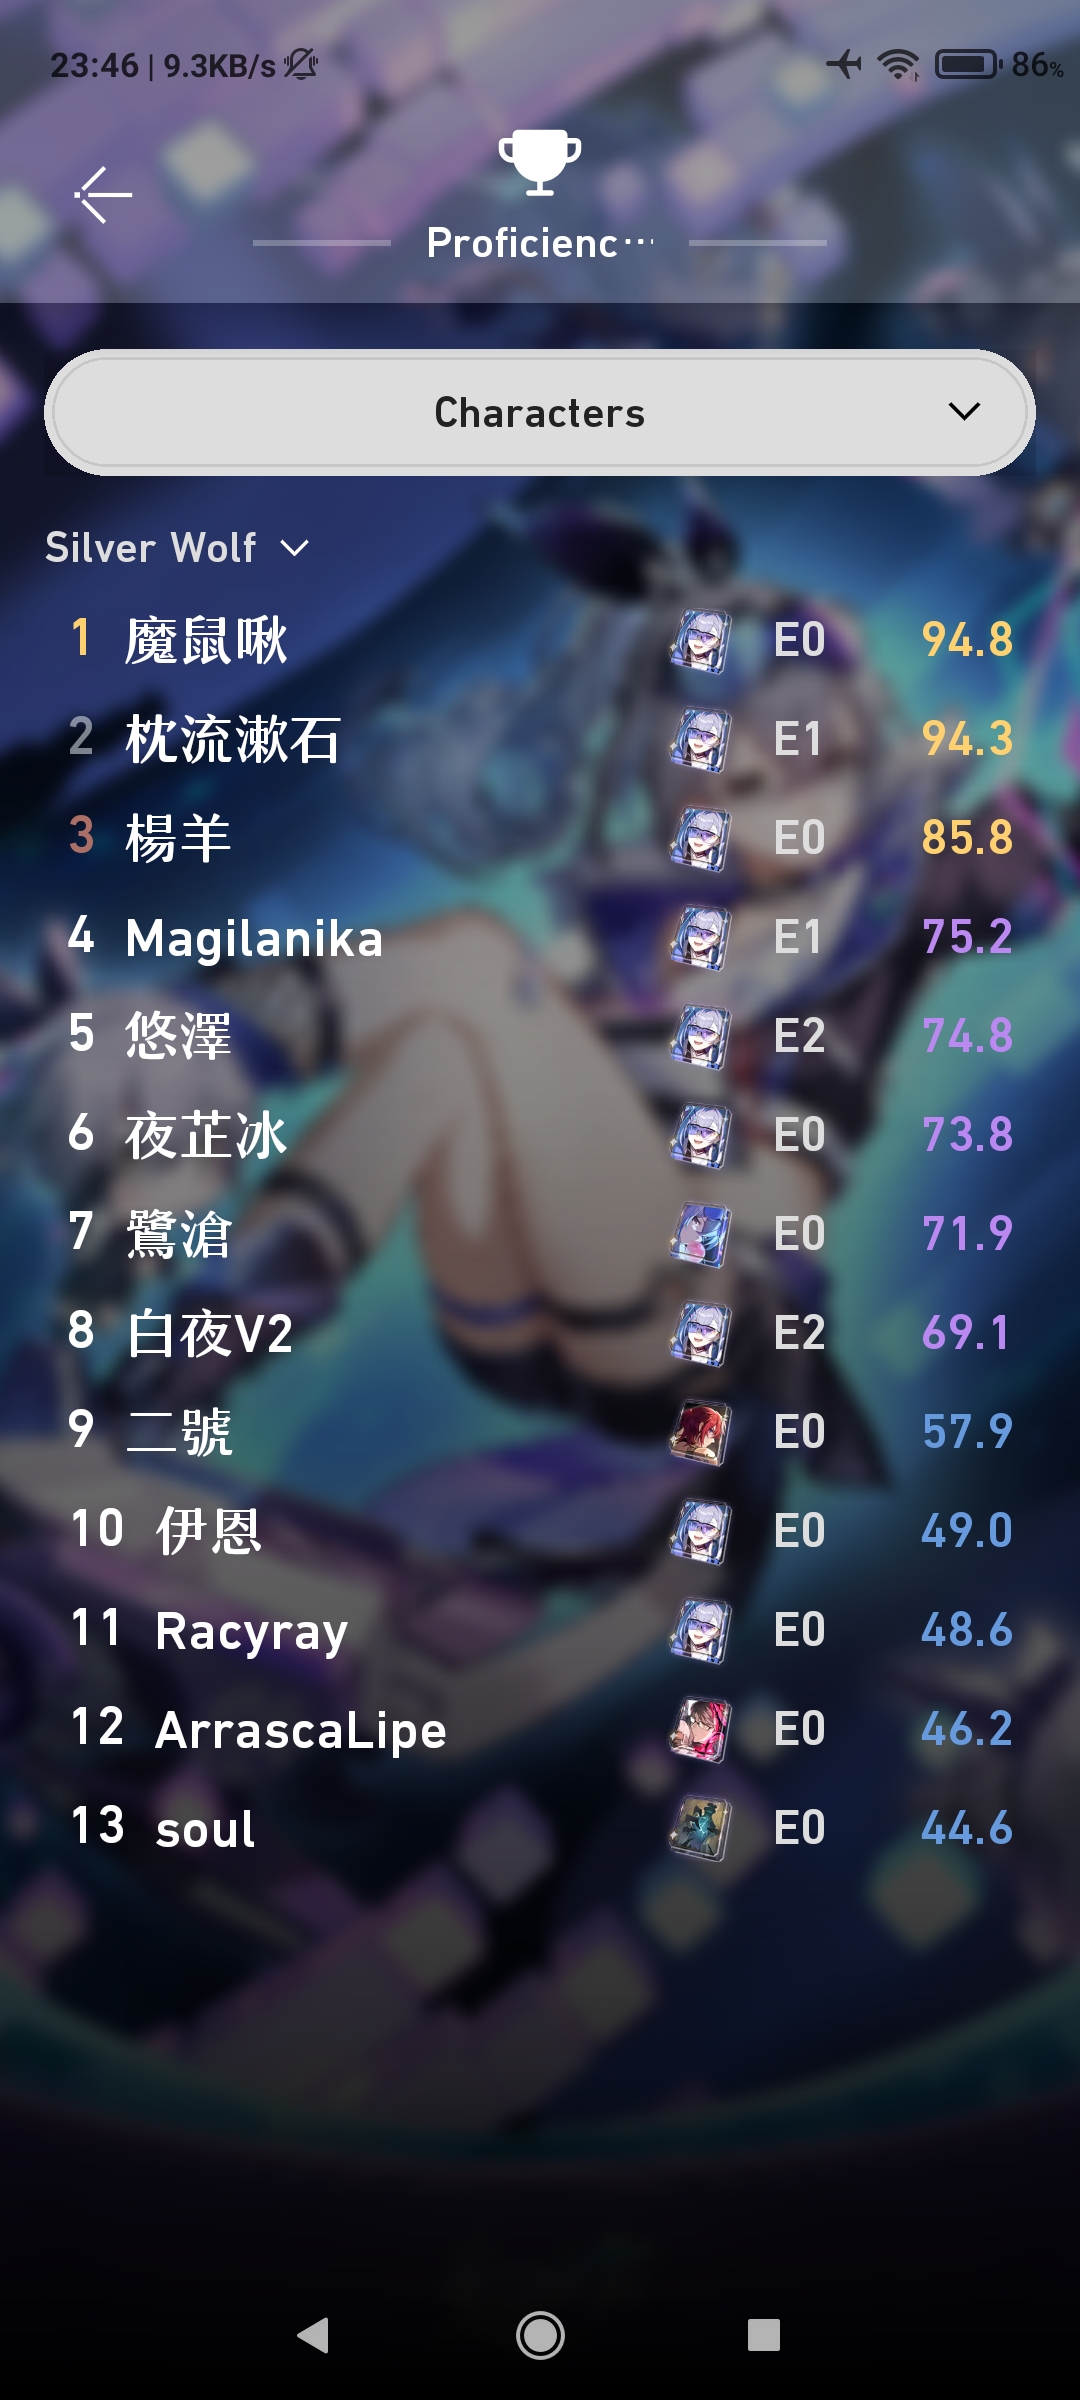 23:46 | 9.3KB/s
86%
Proficienc…
Characters
Silver Wolf
1 魔鼠啾 E0 94.8
2 枕流漱石 E1 94.3
3 楊羊 E0 85.8
4 Magilanika E1 75.2
5 悠澤 E2 74.8
6 夜芷冰 E0 73.8
7 鷺滄 E0 71.9
8 白夜V2 E2 69.1
9 二號 E0 57.9
10 伊恩 E0 49.0
11 Racyray E0 48.6
12 ArrascaLipe E0 46.2
13 soul E0 44.6